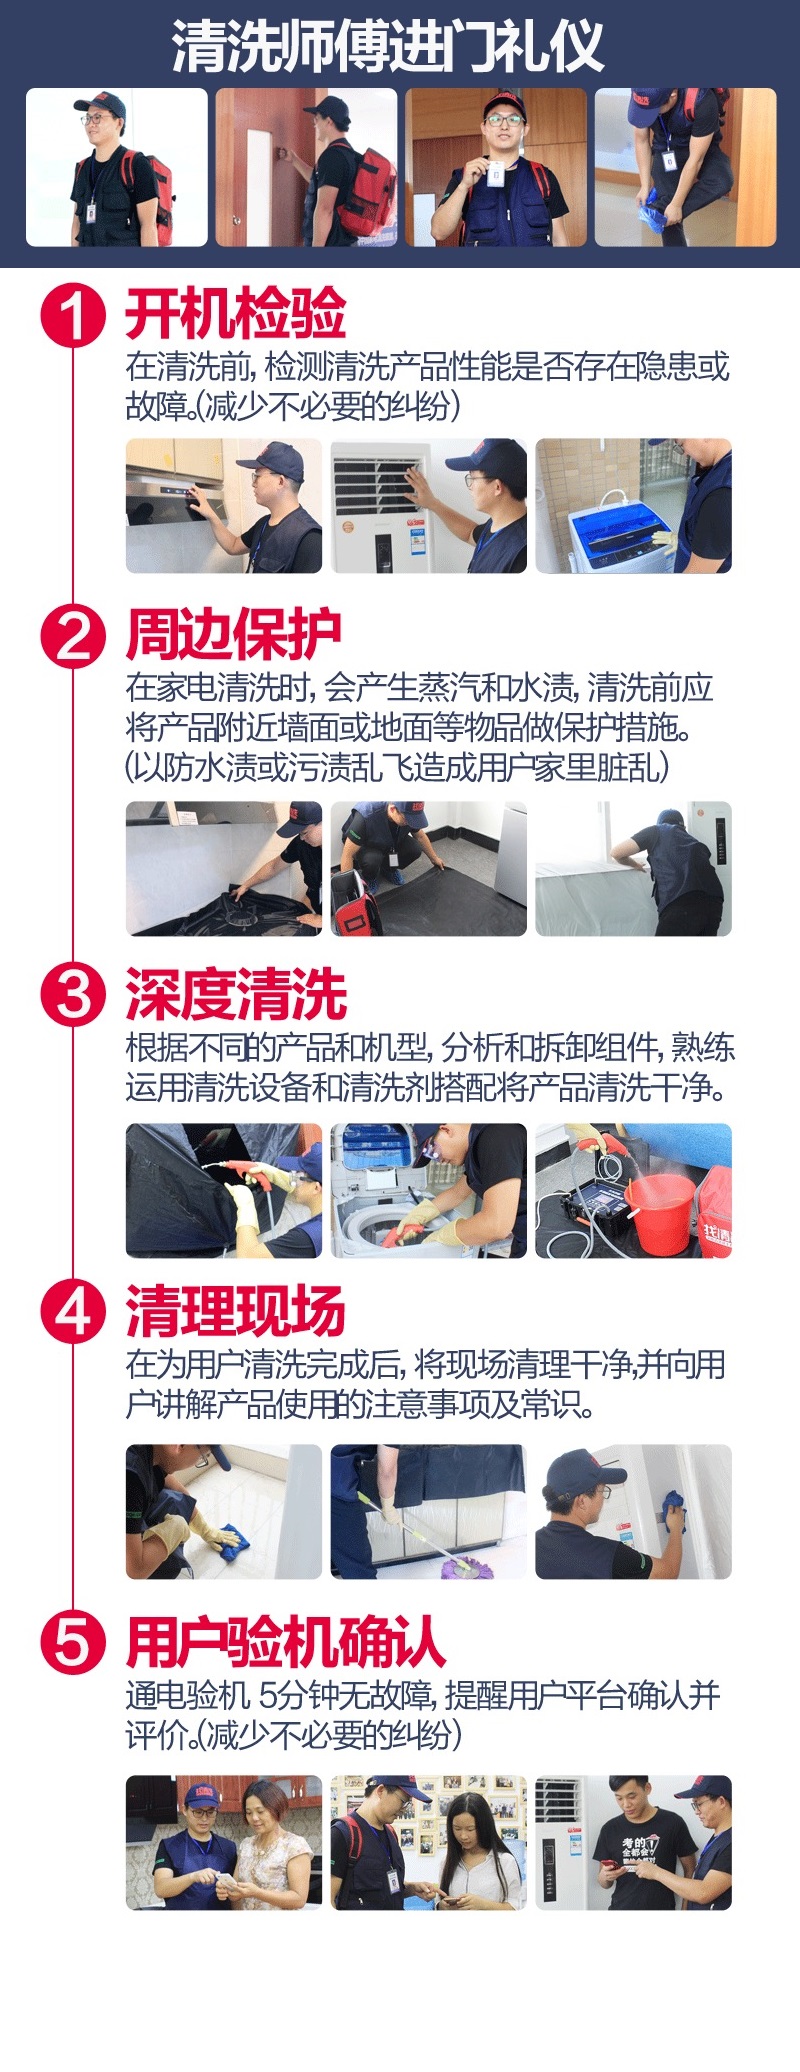 清洗师傅进门礼仪
1 开机检验
在清洗前, 检测清洗产品性能是否存在隐患或
故障。(减少不必要的纠纷)
2 周边保护
在家电清洗时, 会产生蒸汽和水渍, 清洗前应
将产品附近墙面或地面等物品做保护措施。
(以防水渍或污渍乱飞造成用户家里脏乱)
3 深度清洗
根据不同的产品和机型, 分析和拆卸组件, 熟练
运用清洗设备和清洗剂搭配将产品清洗干净。
找清
4 清理现场
在为用户清洗完成后, 将现场清理干净,并向用
户讲解产品使用的注意事项及常识。
5 用户验机确认
通电验机 5分钟无故障, 提醒用户平台确认并
评价。(减少不必要的纠纷)
考的
全都会